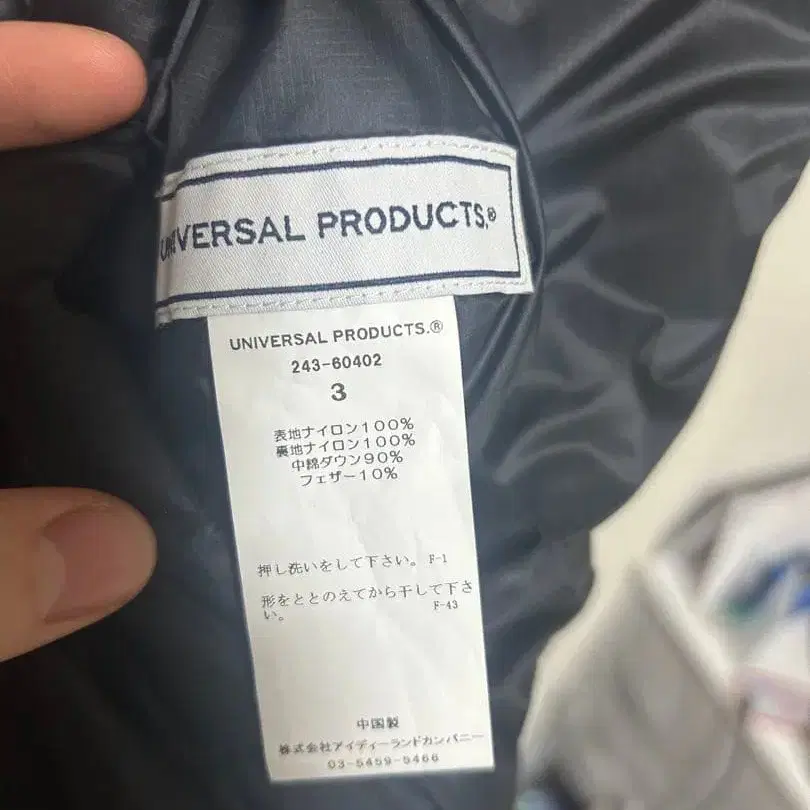 UNIVERSAL PRODUCTS.®
UNIVERSAL PRODUCTS.®
243-60402
3
表地ナイロン100%
裏地ナイロン100%
中綿ダウン90%
フェザー10%
押し洗いをして下さい。 F-1
形をととのえてから干して下さ
い。 F-43
中国製
株式会社アイディーランドカンパニー
03-5459-5466